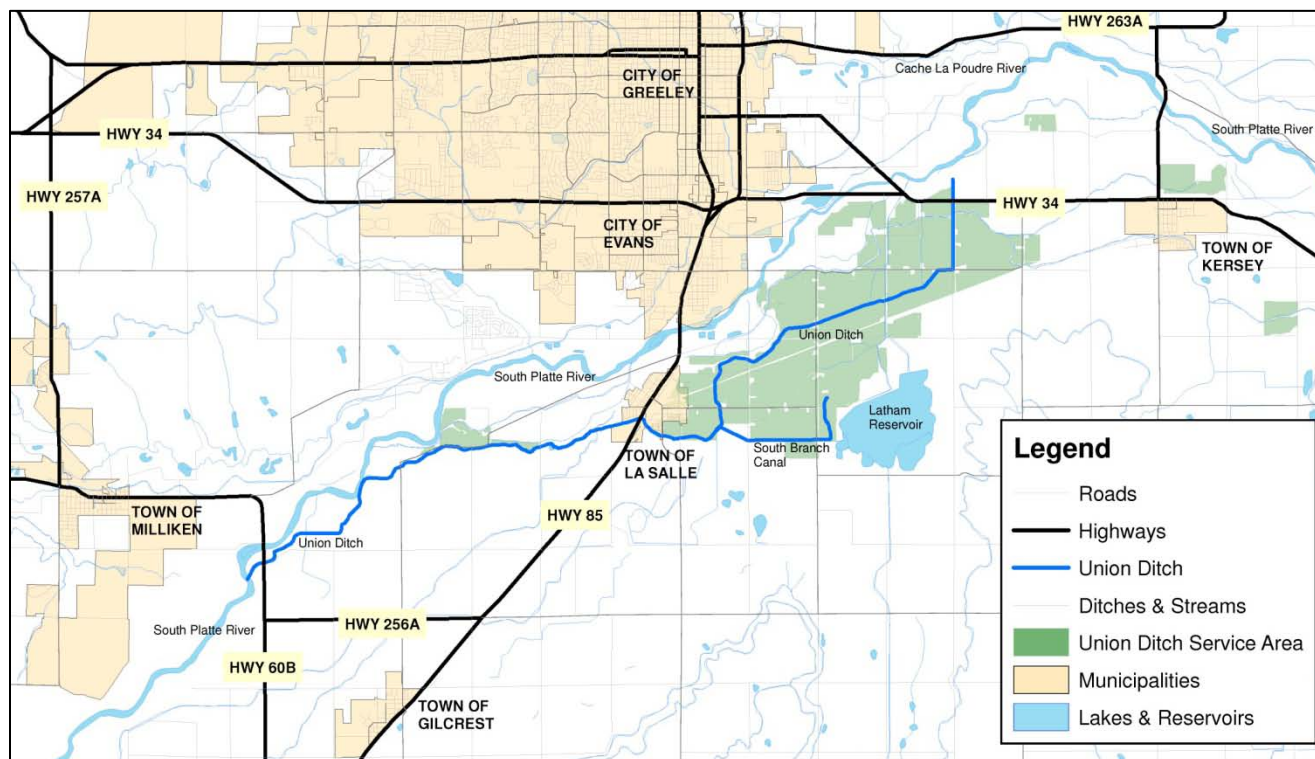 HWY 263A
CITY OF
GREELEY
Cache La Poudre River
HWY 34
South Platte River
HWY 257A
HWY 34
CITY OF
EVANS
TOWN OF
KERSEY
Union Ditch
South Platte River
Latham
Reservoir
South Branch
Canal
TOWN OF
LA SALLE
TOWN OF
MILLIKEN
HWY 85
Union Ditch
South Platte River
HWY 256A
HWY 60B
TOWN OF
GILCREST
Legend
Roads
Highways
Union Ditch
Ditches & Streams
Union Ditch Service Area
Municipalities
Lakes & Reservoirs